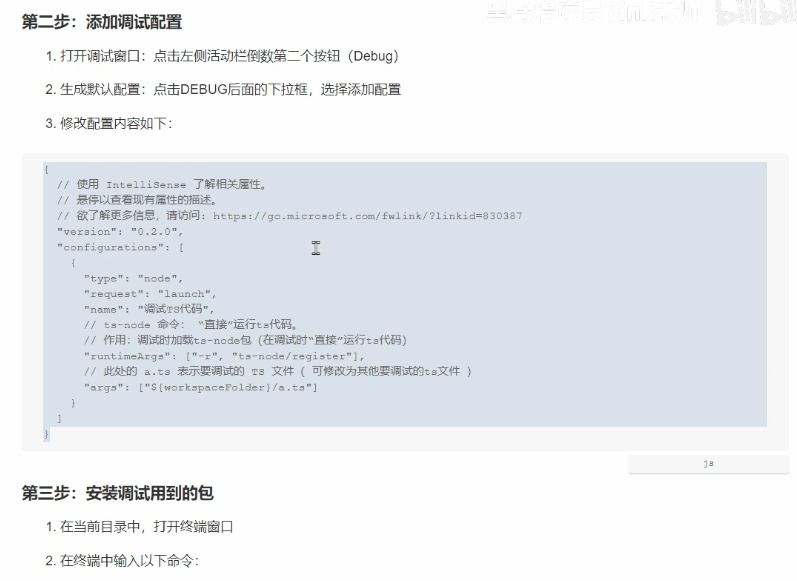 第二步：添加调试配置
1. 打开调试窗口：点击左侧活动栏倒数第二个按钮（Debug）
2. 生成默认配置：点击DEBUG后面的下拉框，选择添加配置
3. 修改配置内容如下：
{
// 使用 IntelliSense 了解相关属性。
// 悬停以查看现有属性的描述。
// 欲了解更多信息，请访问: https://go.microsoft.com/fwlink/?linkid=830387
"version": "0.2.0",
"configurations": [
{
"type": "node",
"request": "launch",
"name": "调试TS代码",
// ts-node 命令： “直接”运行ts代码。
// 作用：调试时加载ts-node包（在调试时“直接”运行ts代码）
"runtimeArgs": ["-r", "ts-node/register"],
// 此处的 a.ts 表示要调试的 TS 文件（ 可修改为其他要调试的ts文件 ）
"args": ["${workspaceFolder}/a.ts"]
}
]
}
js
第三步：安装调试用到的包
1. 在当前目录中，打开终端窗口
2. 在终端中输入以下命令：